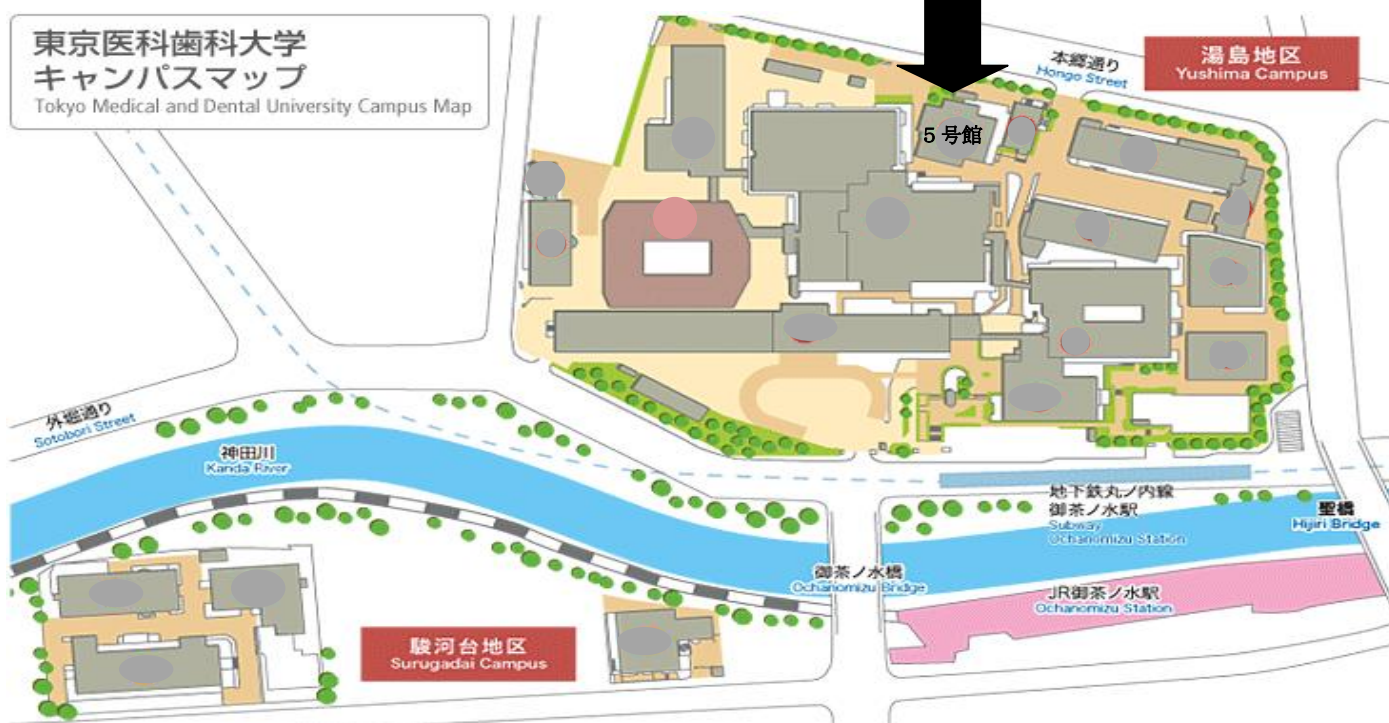 東京医科歯科大学
キャンパスマップ
Tokyo Medical and Dental University Campus Map
本郷通り
Hongo Street
湯島地区
Yushima Campus
5号館
外堀通り
Sotobori Street
神田川
Kanda River
地下鉄丸ノ内線
御茶ノ水駅
Subway
Ochanomizu Station
聖橋
Hijiri Bridge
御茶ノ水橋
Ochanomizu Bridge
JR御茶ノ水駅
Ochanomizu Station
駿河台地区
Surugadai Campus